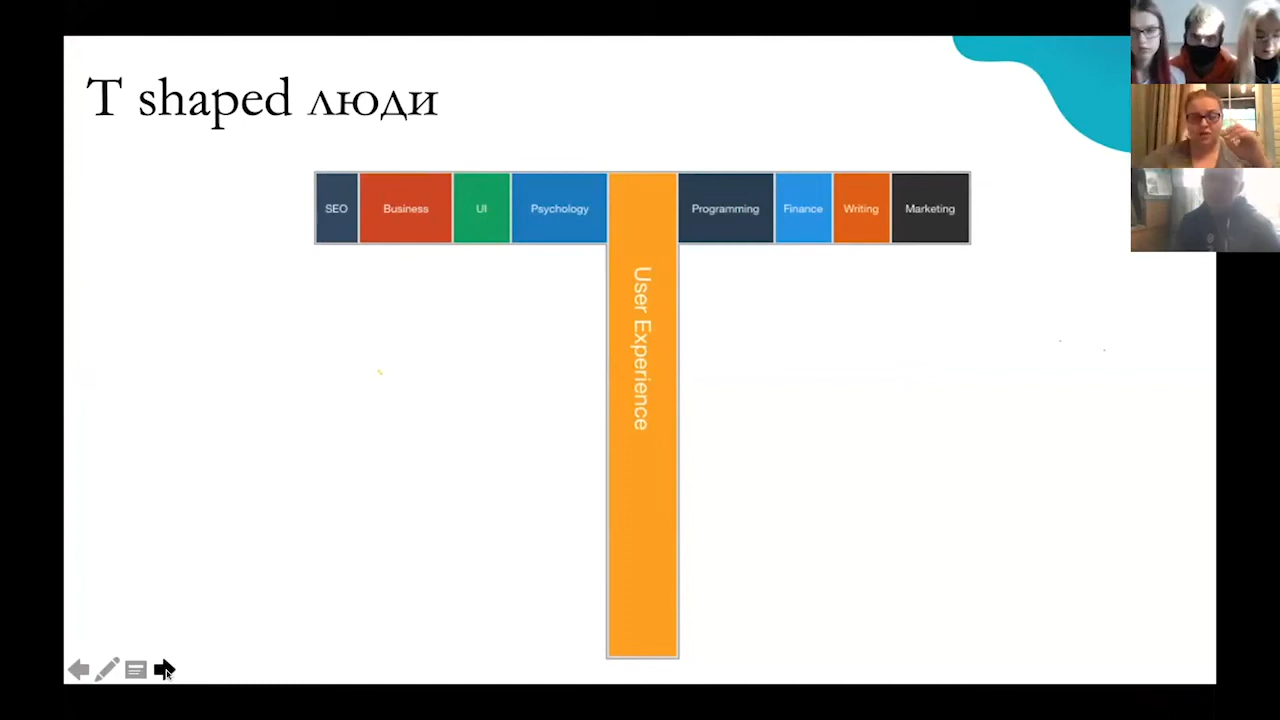 T shaped люди
SEO
Business
UI
Psychology
Programming
Finance
Writing
Marketing
User Experience